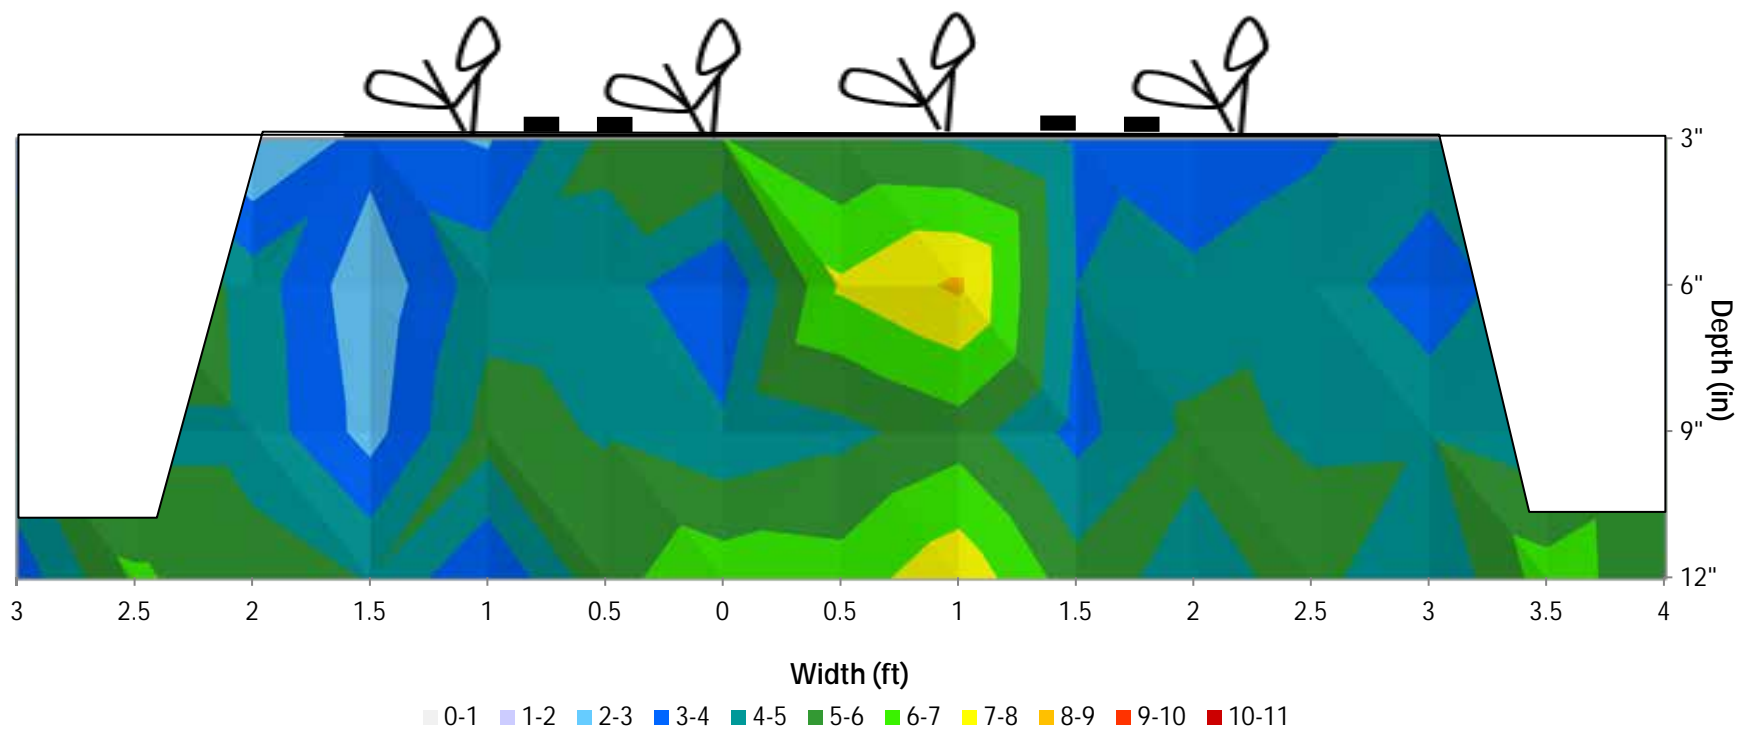 3"
6"
9"
12"
Depth (in)
3 2.5 2 1.5 1 0.5 0 0.5 1 1.5 2 2.5 3 3.5 4
Width (ft)
0-1 1-2 2-3 3-4 4-5 5-6 6-7 7-8 8-9 9-10 10-11